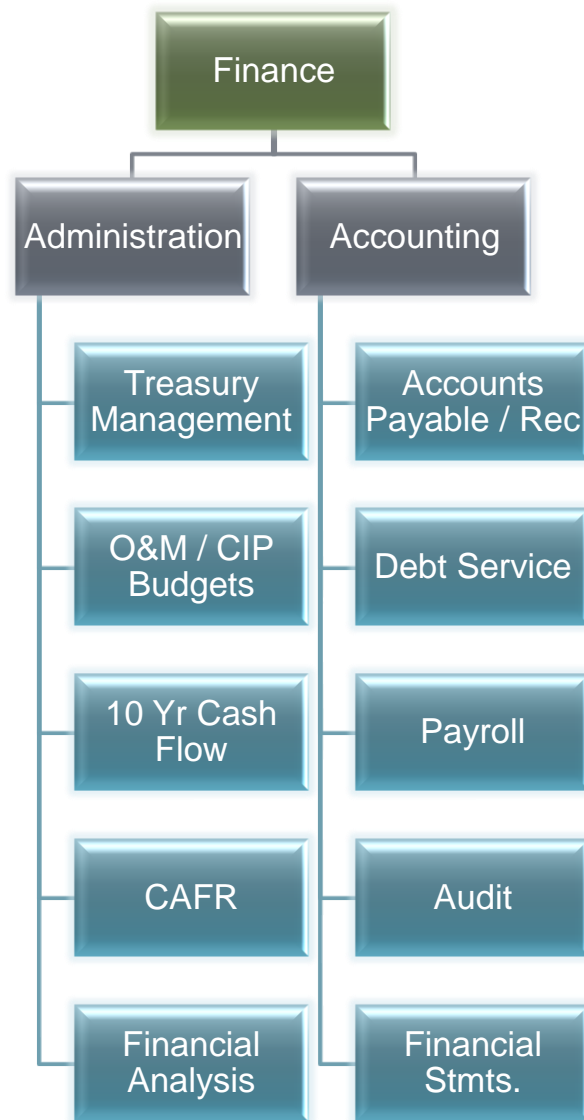 Finance
Administration
Accounting
Treasury
Management
Accounts
Payable / Rec
O&M / CIP
Budgets
Debt Service
10 Yr Cash
Flow
Payroll
CAFR
Audit
Financial
Analysis
Financial
Stmts.